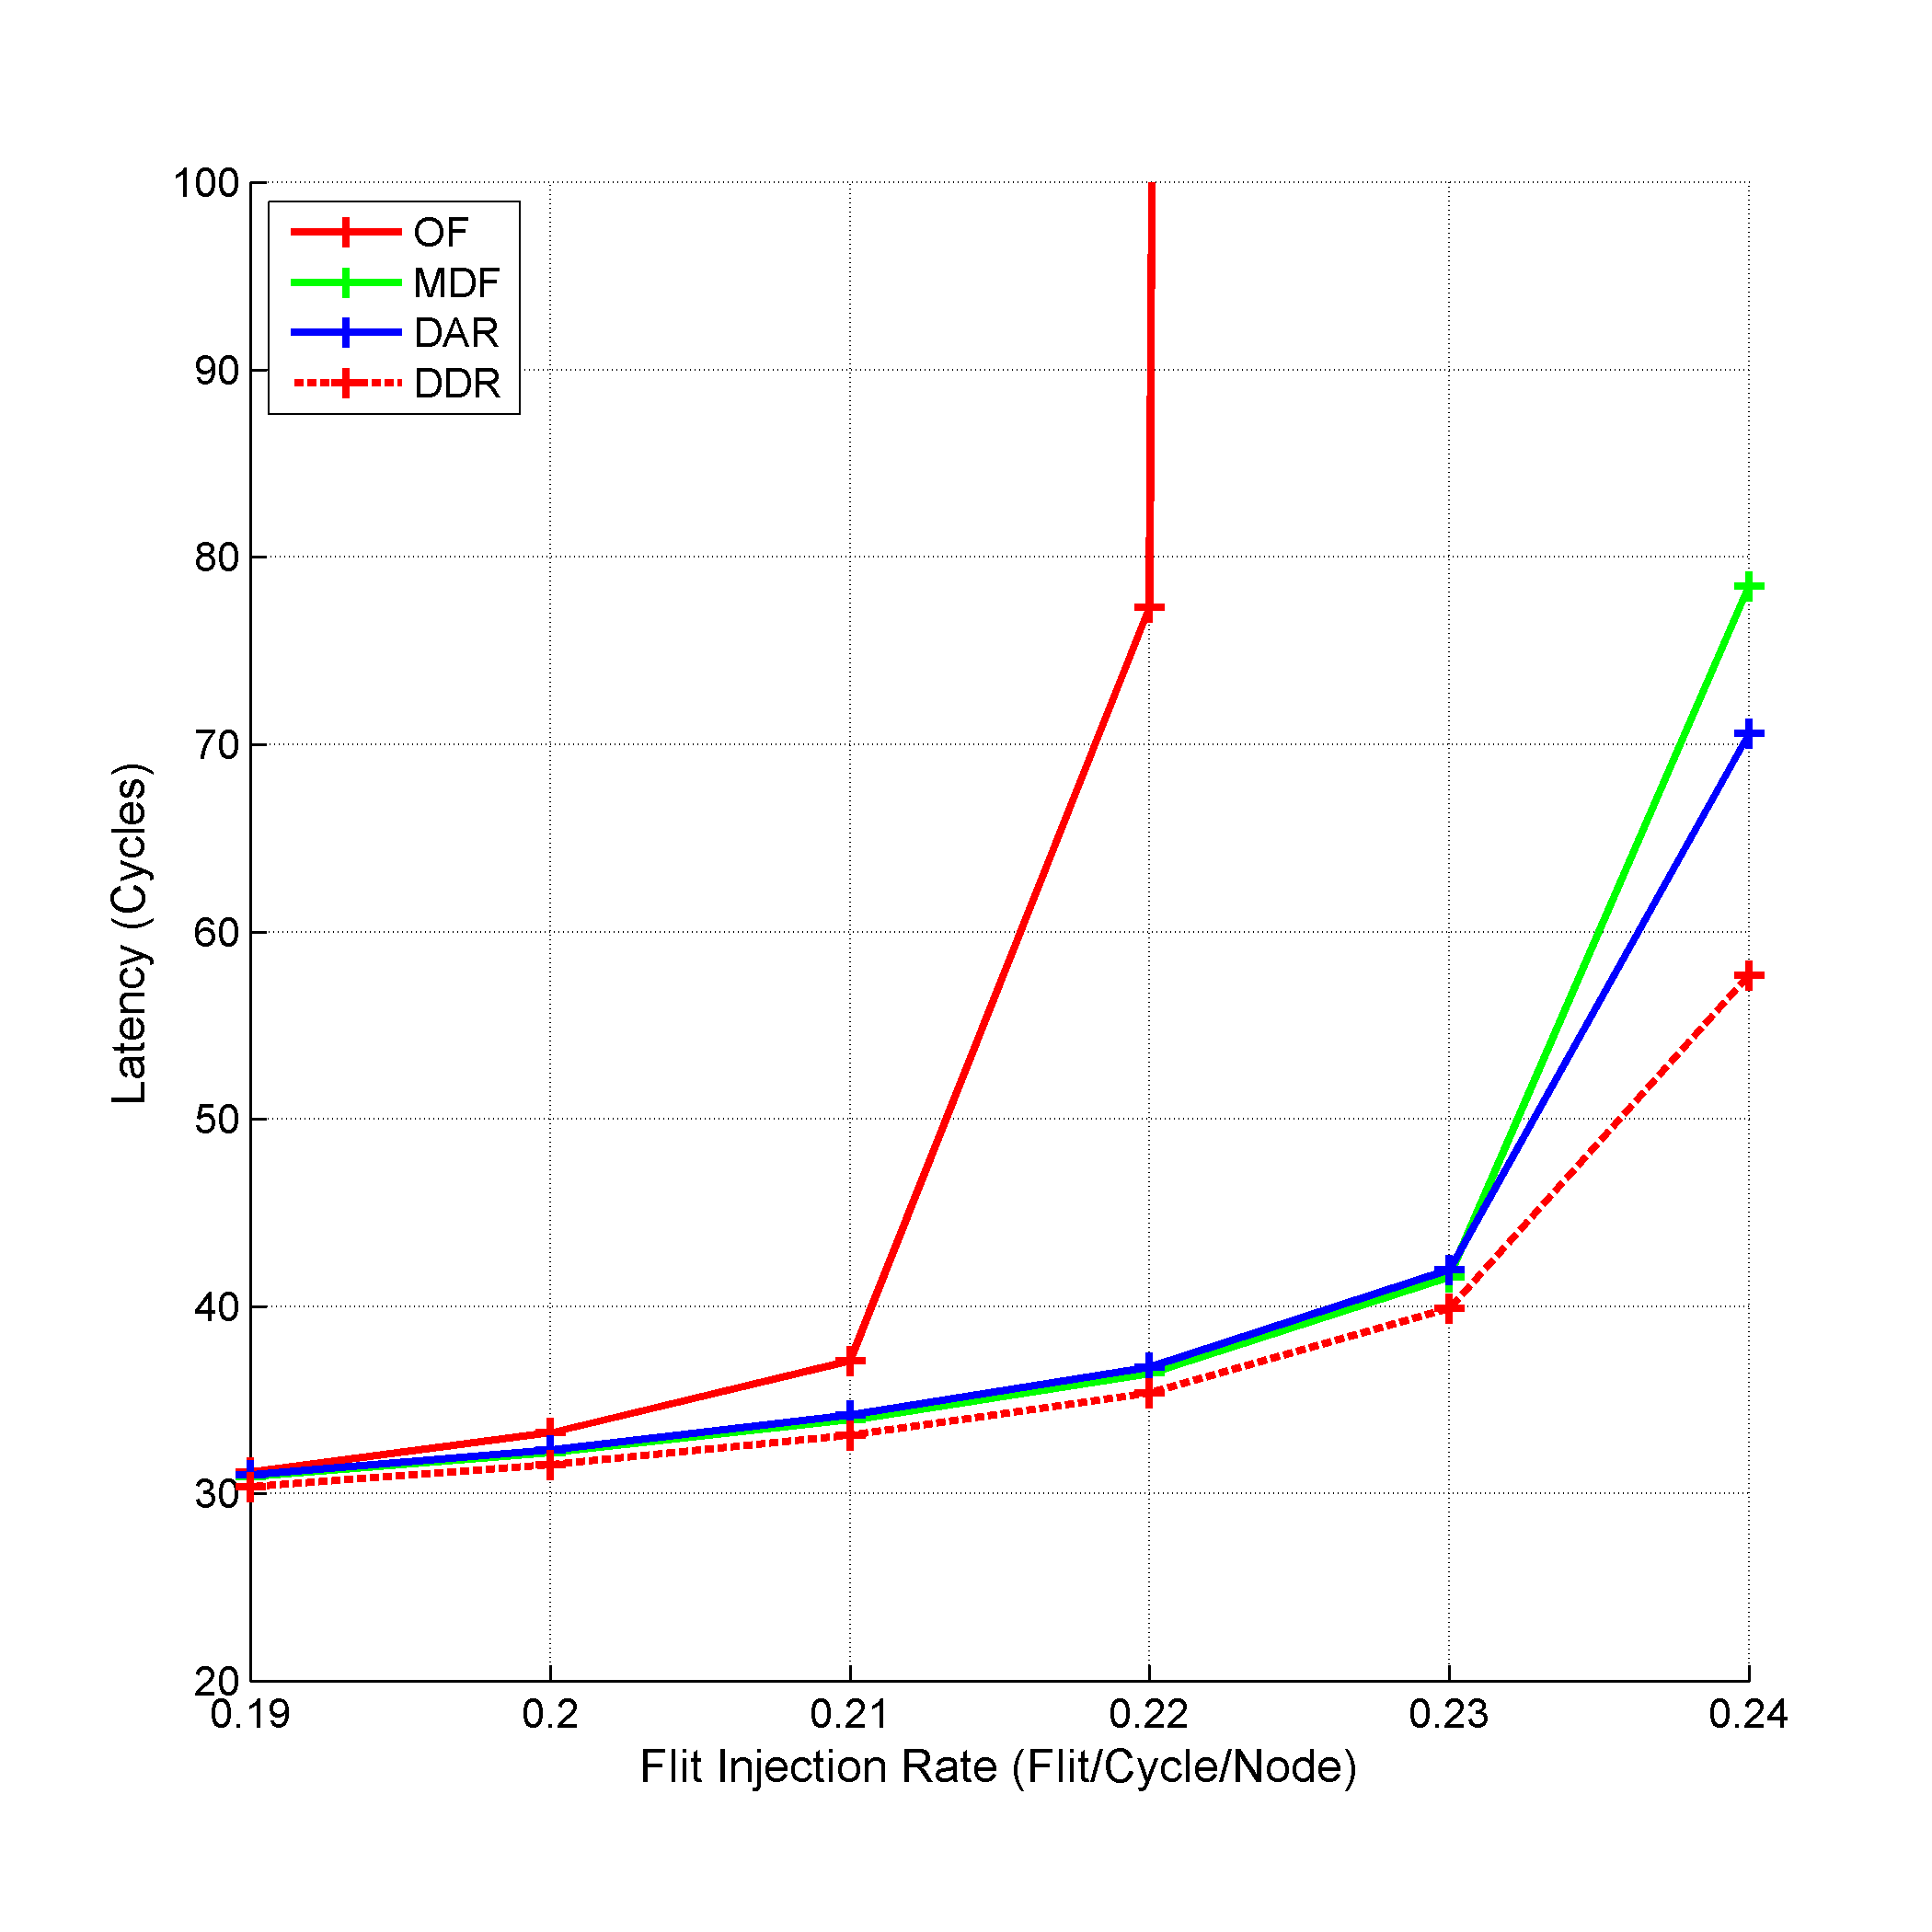 100
90
80
70
60
50
40
30
20
OF
MDF
DAR
DDR
Latency (Cycles)
0.19 0.2 0.21 0.22 0.23 0.24
Flit Injection Rate (Flit/Cycle/Node)